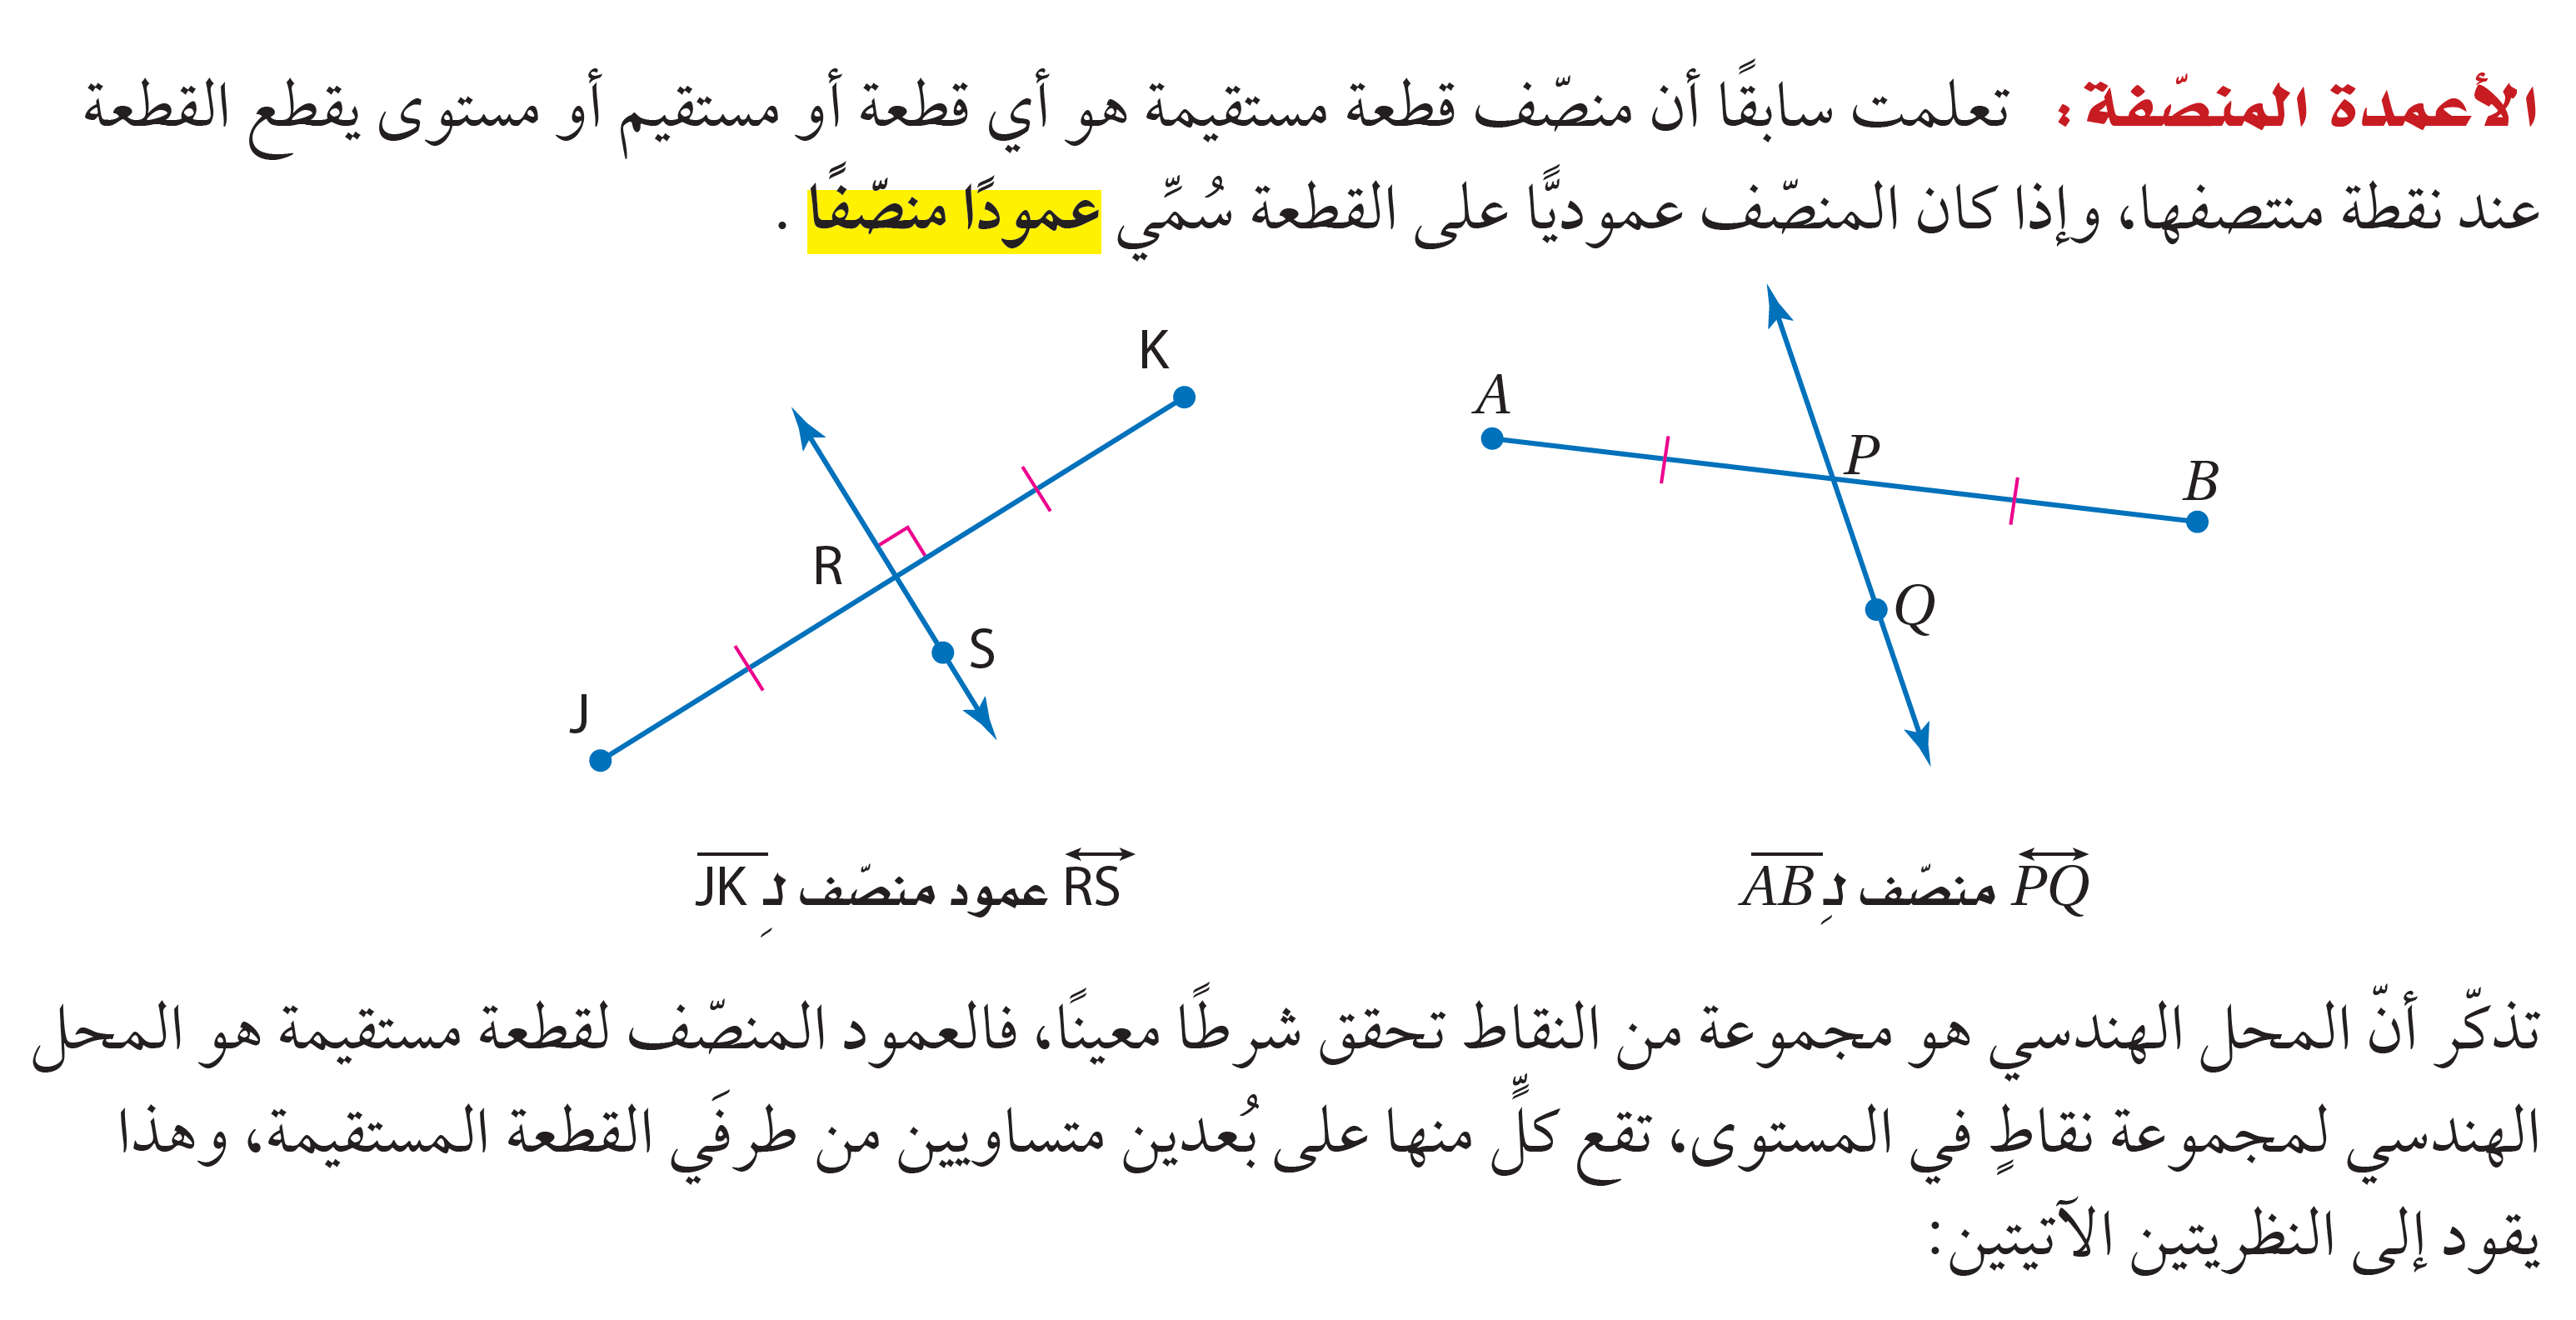 الأعمدة المنصّفة: تعلمت سابقًا أن منصّف قطعة مستقيمة هو أي قطعة أو مستقيم أو مستوى يقطع القطعة
عند نقطة منتصفها، وإذا كان المنصّف عموديًّا على القطعة سُمِّي عمودًا منصّفًا .
A
P
B
Q
K
R
S
J
PQ منصّف لـِ AB
RS عمود منصّف لـِ JK
تذكّر أنّ المحل الهندسي هو مجموعة من النقاط تحقق شرطًا معينًا، فالعمود المنصّف لقطعة مستقيمة هو المحل
الهندسي لمجموعة نقاطٍ في المستوى، تقع كلٍّ منها على بُعدين متساويين من طرفَي القطعة المستقيمة، وهذا
يقود إلى النظريتين الآتيتين: